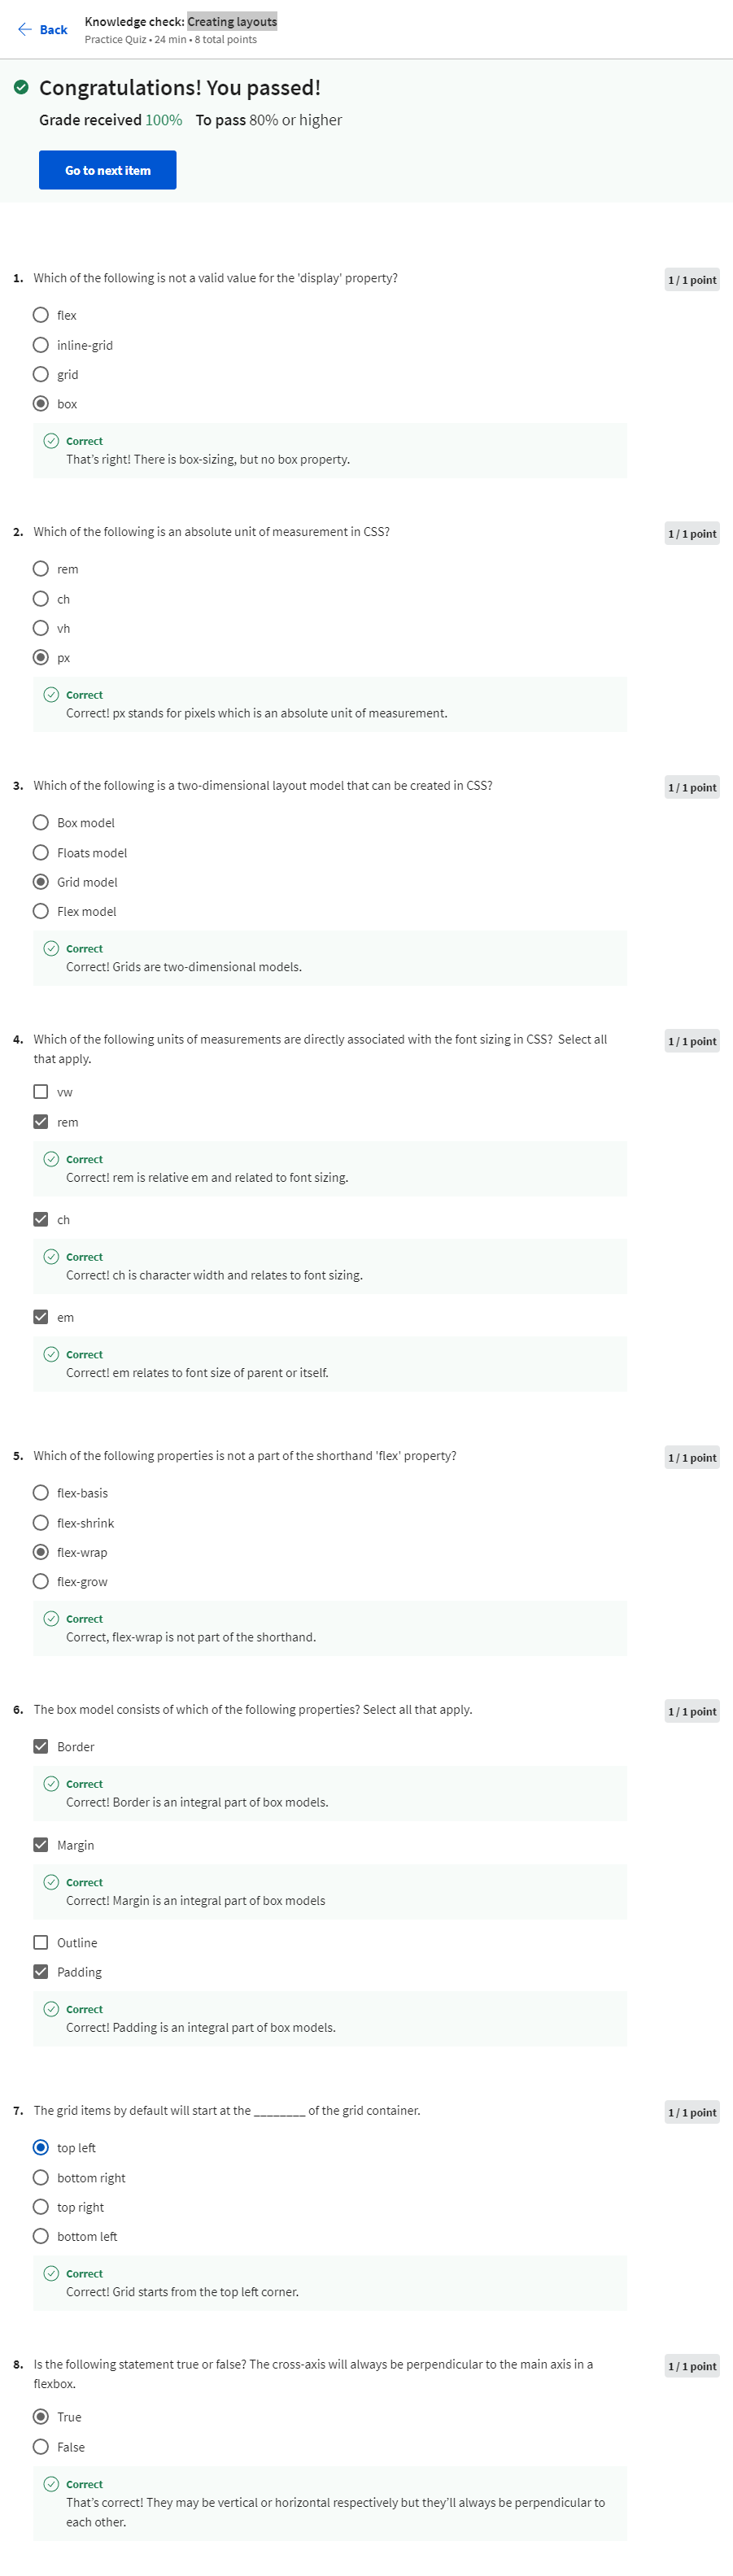 Back
Knowledge check: Creating layouts
Practice Quiz • 24 min • 8 total points
Congratulations! You passed!
Grade received 100% To pass 80% or higher
Go to next item
1. Which of the following is not a valid value for the 'display' property?
1 / 1 point
flex
inline-grid
grid
box
Correct
That's right! There is box-sizing, but no box property.
2. Which of the following is an absolute unit of measurement in CSS?
1 / 1 point
rem
ch
vh
px
Correct
Correct! px stands for pixels which is an absolute unit of measurement.
3. Which of the following is a two-dimensional layout model that can be created in CSS?
1 / 1 point
Box model
Floats model
Grid model
Flex model
Correct
Correct! Grids are two-dimensional models.
4. Which of the following units of measurements are directly associated with the font sizing in CSS? Select all
that apply.
1 / 1 point
vw
rem
Correct
Correct! rem is relative em and related to font sizing.
ch
Correct
Correct! ch is character width and relates to font sizing.
em
Correct
Correct! em relates to font size of parent or itself.
5. Which of the following properties is not a part of the shorthand 'flex' property?
1 / 1 point
flex-basis
flex-shrink
flex-wrap
flex-grow
Correct
Correct, flex-wrap is not part of the shorthand.
6. The box model consists of which of the following properties? Select all that apply.
1 / 1 point
Border
Correct
Correct! Border is an integral part of box models.
Margin
Correct
Correct! Margin is an integral part of box models
Outline
Padding
Correct
Correct! Padding is an integral part of box models.
7. The grid items by default will start at the ________ of the grid container.
1 / 1 point
top left
bottom right
top right
bottom left
Correct
Correct! Grid starts from the top left corner.
8. Is the following statement true or false? The cross-axis will always be perpendicular to the main axis in a
flexbox.
1 / 1 point
True
False
Correct
That's correct! They may be vertical or horizontal respectively but they'll always be perpendicular to
each other.